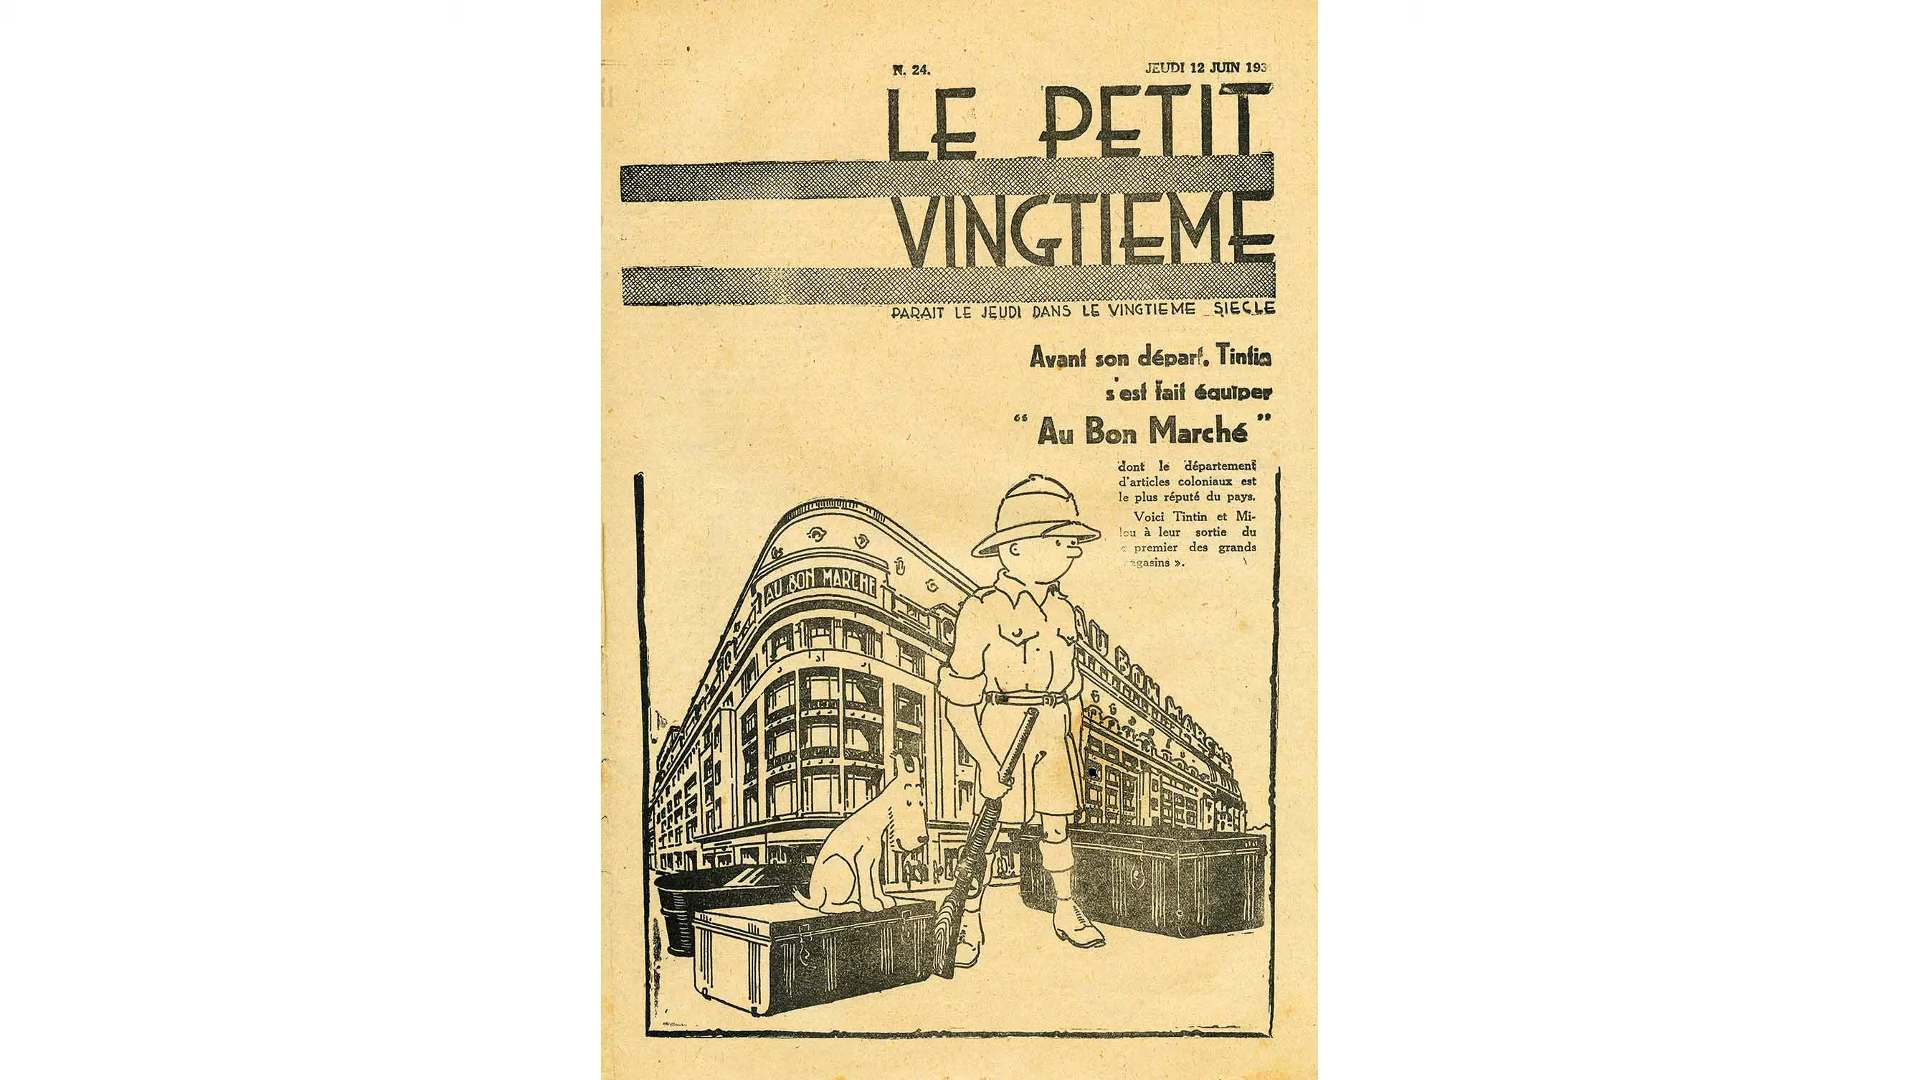 N. 24.
JEUDI 12 JUIN 193
LE PETIT
VINGTIEME
PARAIT LE JEUDI DANS LE VINGTIEME SIECLE
Avant son départ, Tintin
s'est fait équiper
“ Au Bon Marché ”
dont le département
d'articles coloniaux est
le plus réputé du pays.
Voici Tintin et Mi-
lou à leur sortie du
« premier des grands
agasins ».
AU BON MARCHE
AU BON MARCHE